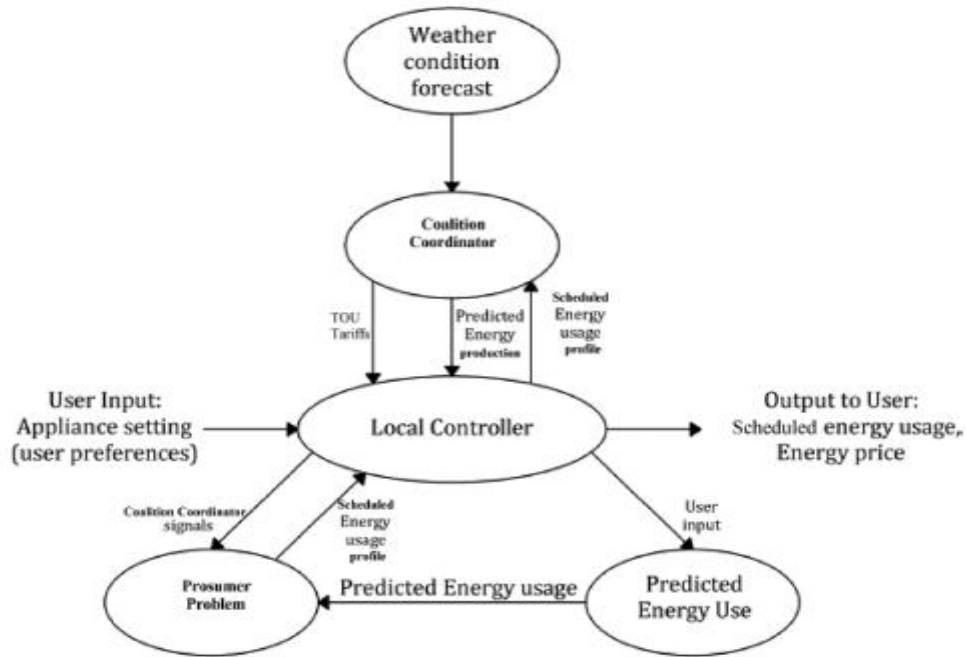 Weather
condition
forecast
Coalition
Coordinator
TOU
Tariffs
Predicted
Energy
production
Scheduled
Energy
usage
profile
User Input:
Appliance setting
(user preferences)
Local Controller
Output to User:
Scheduled energy usage,
Energy price
Coalition Coordinator
signals
Scheduled
Energy
usage
profile
User
input
Prosumer
Problem
Predicted Energy usage
Predicted
Energy Use